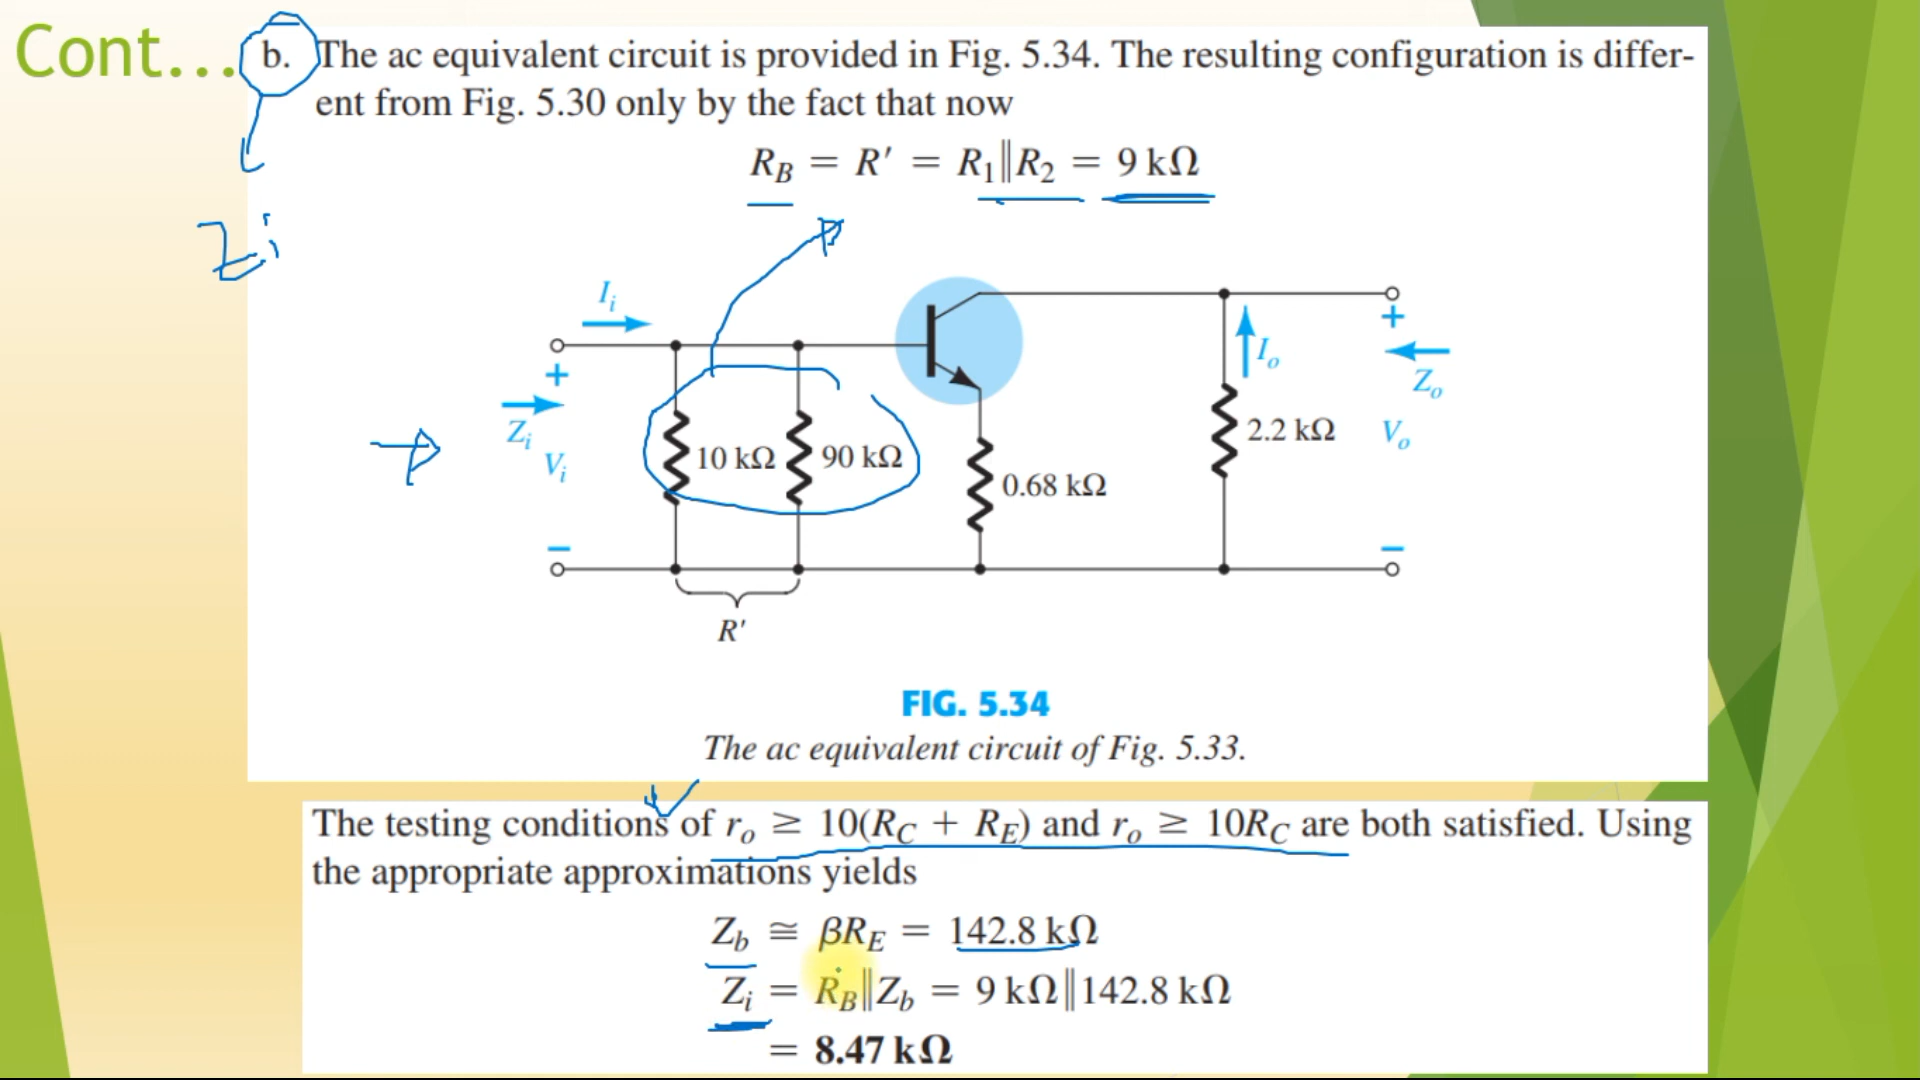 Cont...
b. The ac equivalent circuit is provided in Fig. 5.34. The resulting configuration is differ-
ent from Fig. 5.30 only by the fact that now
R_B = R' = R₁∥R₂ = 9 kΩ
Zi
I_i
+
Z_i
V_i
−
10 kΩ
90 kΩ
0.68 kΩ
R'
I_o
2.2 kΩ
+
Z_o
V_o
−
FIG. 5.34
The ac equivalent circuit of Fig. 5.33.
The testing conditions of r_o ≥ 10(R_C + R_E) and r_o ≥ 10R_C are both satisfied. Using
the appropriate approximations yields
Z_b ≅ βR_E = 142.8 kΩ
Z_i = R_B∥Z_b = 9 kΩ∥142.8 kΩ
= 8.47 kΩ